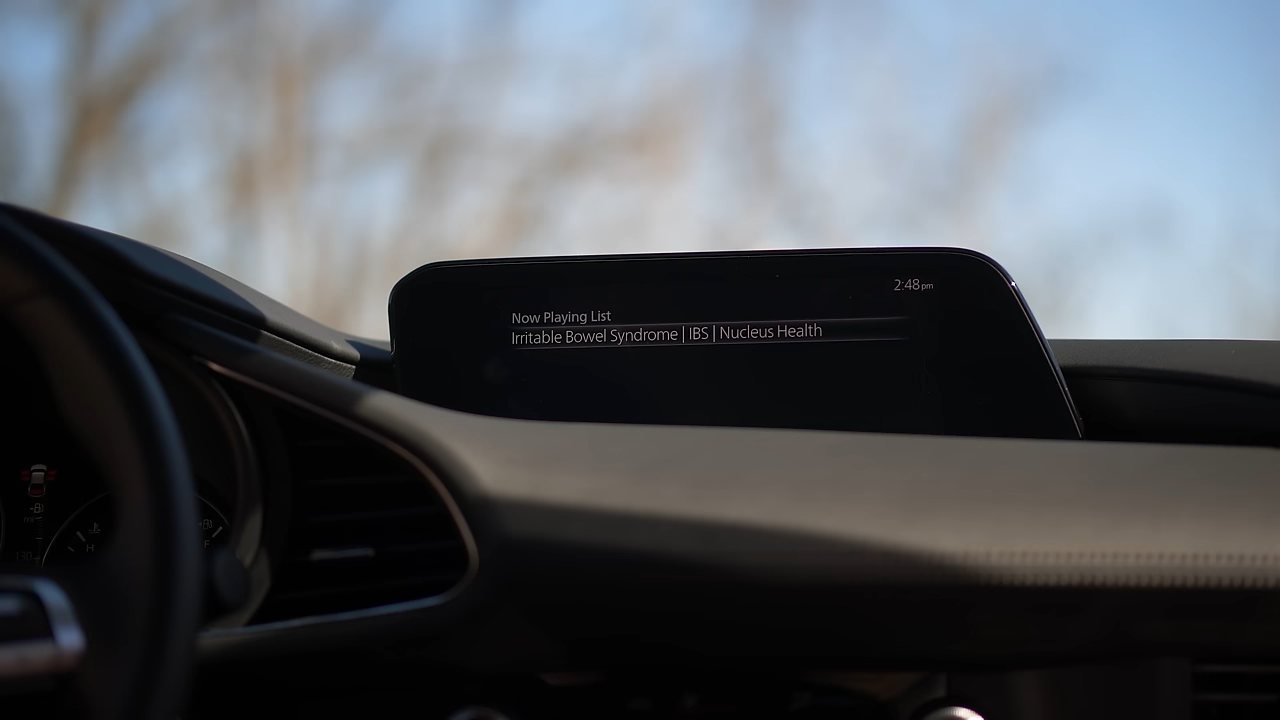 2:48pm
Now Playing List
Irritable Bowel Syndrome | IBS | Nucleus Health
H